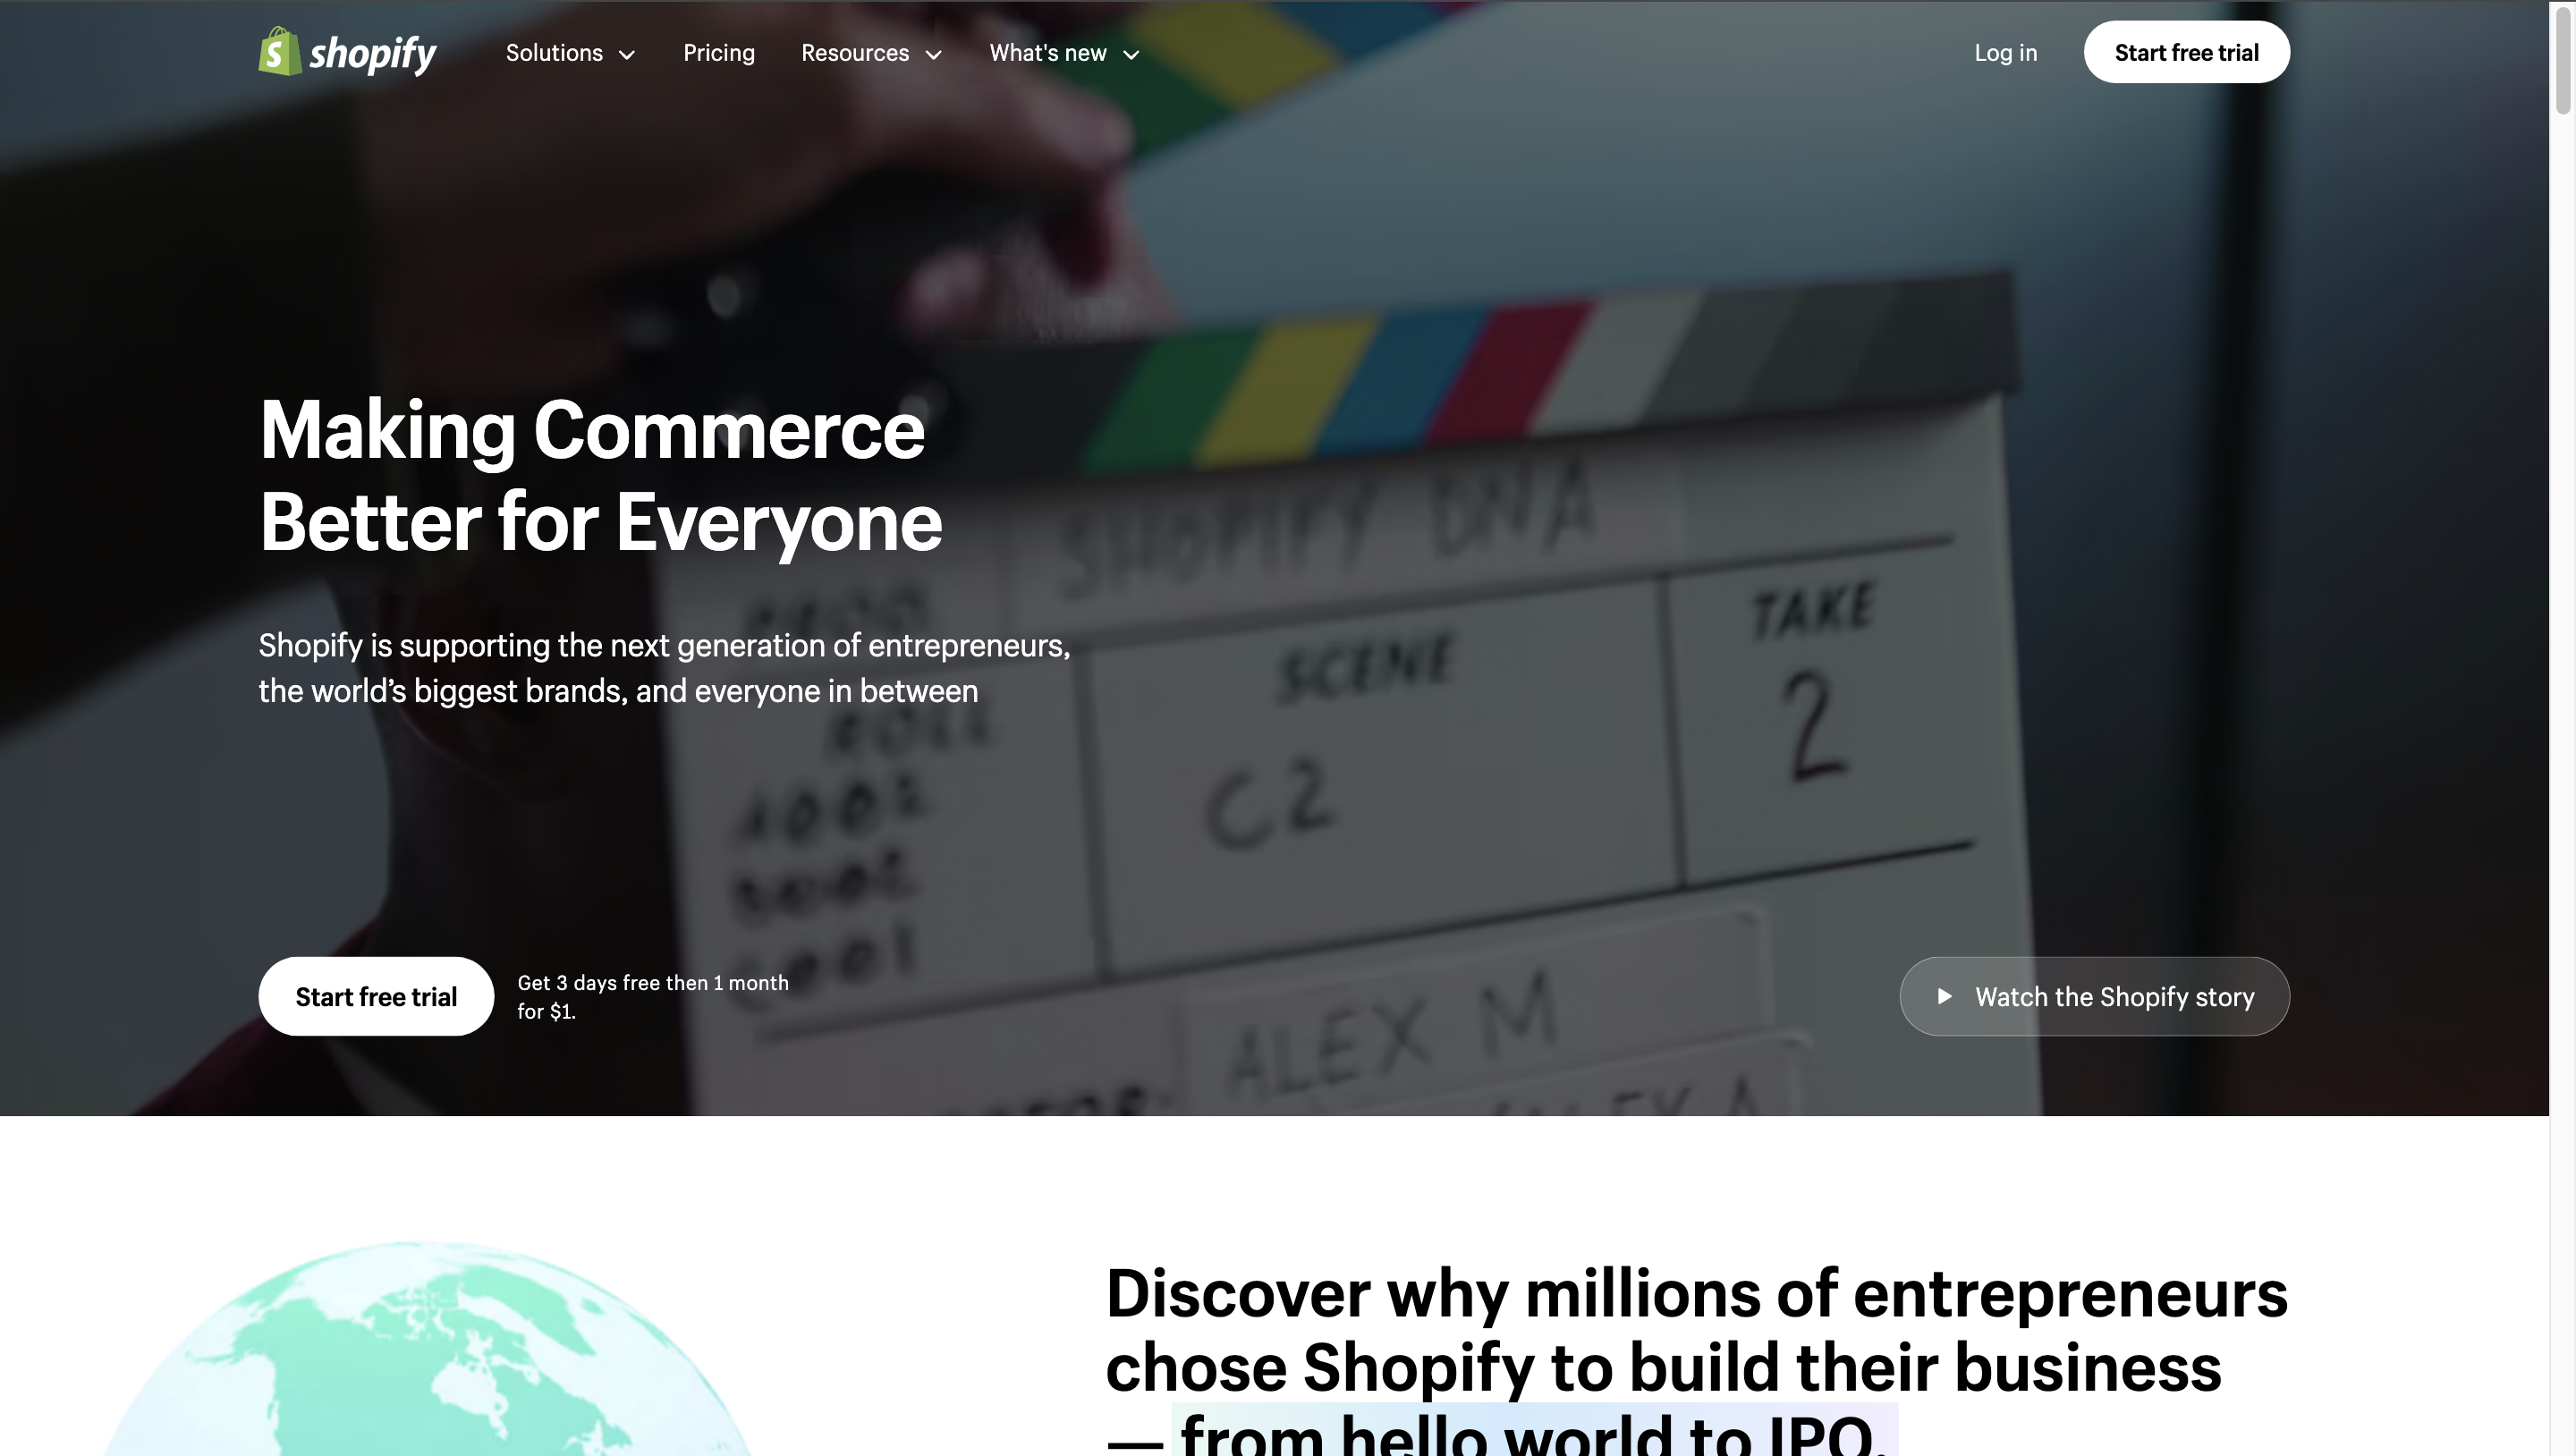 shopify
Solutions
Pricing
Resources
What's new
Log in
Start free trial
Making Commerce
Better for Everyone
Shopify is supporting the next generation of entrepreneurs,
the world’s biggest brands, and everyone in between
SHOPIFY DNA
PROD
SCENE
TAKE
ROLL
C2
2
A002
ALEX M
Start free trial
Get 3 days free then 1 month
for $1.
Watch the Shopify story
Discover why millions of entrepreneurs
chose Shopify to build their business
— from hello world to IPO.